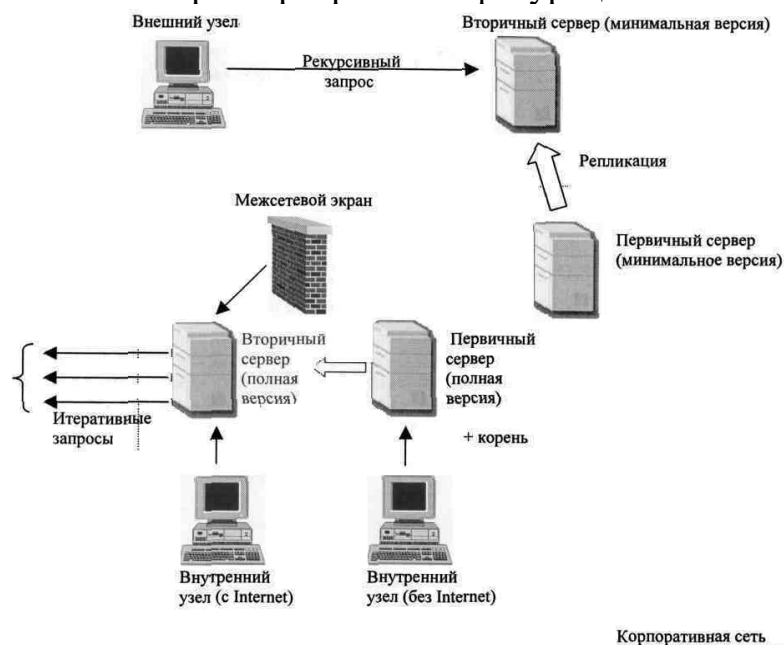 Внешний узел
Вторичный сервер (минимальная версия)
Рекурсивный
запрос
Репликация
Межсетевой экран
Первичный сервер
(минимальное версия)
Вторичный
сервер
(полная
версия)
Первичный
сервер
(полная
версия)
Итеративные
запросы
+ корень
Внутренний
узел (с Internet)
Внутренний
узел (без Internet)
Корпоративная сеть